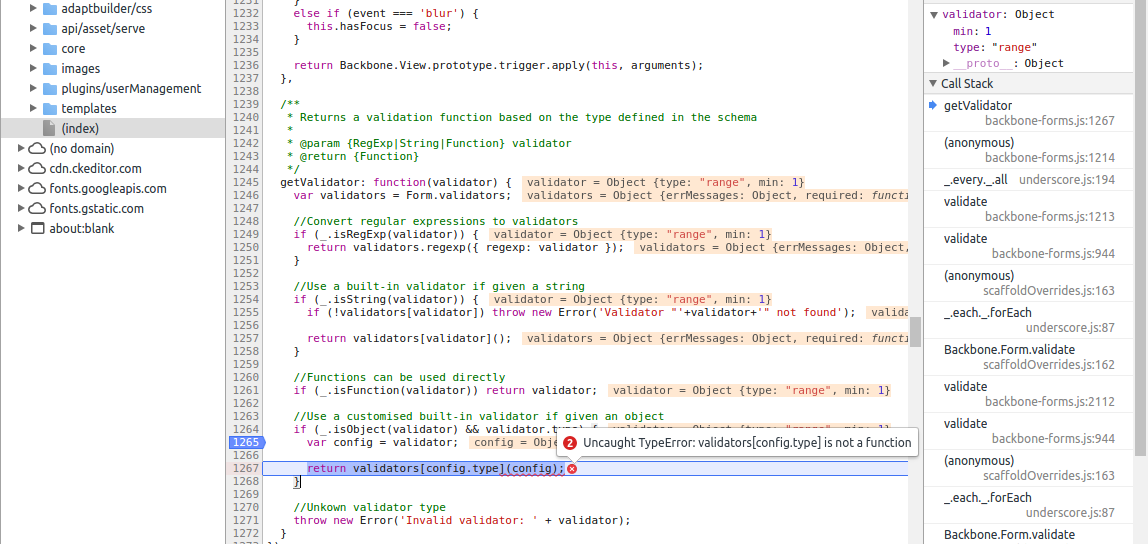 adaptbuilder/css
api/asset/serve
core
images
plugins/userManagement
templates
(index)
(no domain)
cdn.ckeditor.com
fonts.googleapis.com
fonts.gstatic.com
about:blank
1231 }
1232 else if (event === 'blur') {
1233 this.hasFocus = false;
1234 }
1235
1236 return Backbone.View.prototype.trigger.apply(this, arguments);
1237 },
1238
1239 /**
1240 * Returns a validation function based on the type defined in the schema
1241 *
1242 * @param {RegExp|String|Function} validator
1243 * @return {Function}
1244 */
1245 getValidator: function(validator) { validator = Object {type: "range", min: 1}
1246 var validators = Form.validators; validators = Object {errMessages: Object, required: functi
1247
1248 //Convert regular expressions to validators
1249 if (_.isRegExp(validator)) { validator = Object {type: "range", min: 1}
1250 return validators.regexp({ regexp: validator }); validators = Object {errMessages: Object,
1251 }
1252
1253 //Use a built-in validator if given a string
1254 if (_.isString(validator)) { validator = Object {type: "range", min: 1}
1255 if (!validators[validator]) throw new Error('Validator "'+validator+'" not found'); valida
1256
1257 return validators[validator](); validators = Object {errMessages: Object, required: functi
1258 }
1259
1260 //Functions can be used directly
1261 if (_.isFunction(validator)) return validator; validator = Object {type: "range", min: 1}
1262
1263 //Use a customised built-in validator if given an object
1264 if (_.isObject(validator) && validator.type) { validator = Object {type: "range", min: 1}
1265 var config = validator; config = Obje
2 Uncaught TypeError: validators[config.type] is not a function
1266
1267 return validators[config.type](config);
1268 }
1269
1270 //Unkown validator type
1271 throw new Error('Invalid validator: ' + validator);
1272 }
validator: Object
min: 1
type: "range"
__proto__: Object
Call Stack
getValidator
backbone-forms.js:1267
(anonymous)
backbone-forms.js:1214
_.every._.all underscore.js:194
validate
backbone-forms.js:1213
validate
backbone-forms.js:944
(anonymous)
scaffoldOverrides.js:163
_.each._.forEach
underscore.js:87
Backbone.Form.validate
scaffoldOverrides.js:162
validate
backbone-forms.js:2112
validate
backbone-forms.js:944
(anonymous)
scaffoldOverrides.js:163
_.each._.forEach
underscore.js:87
Backbone.Form.validate